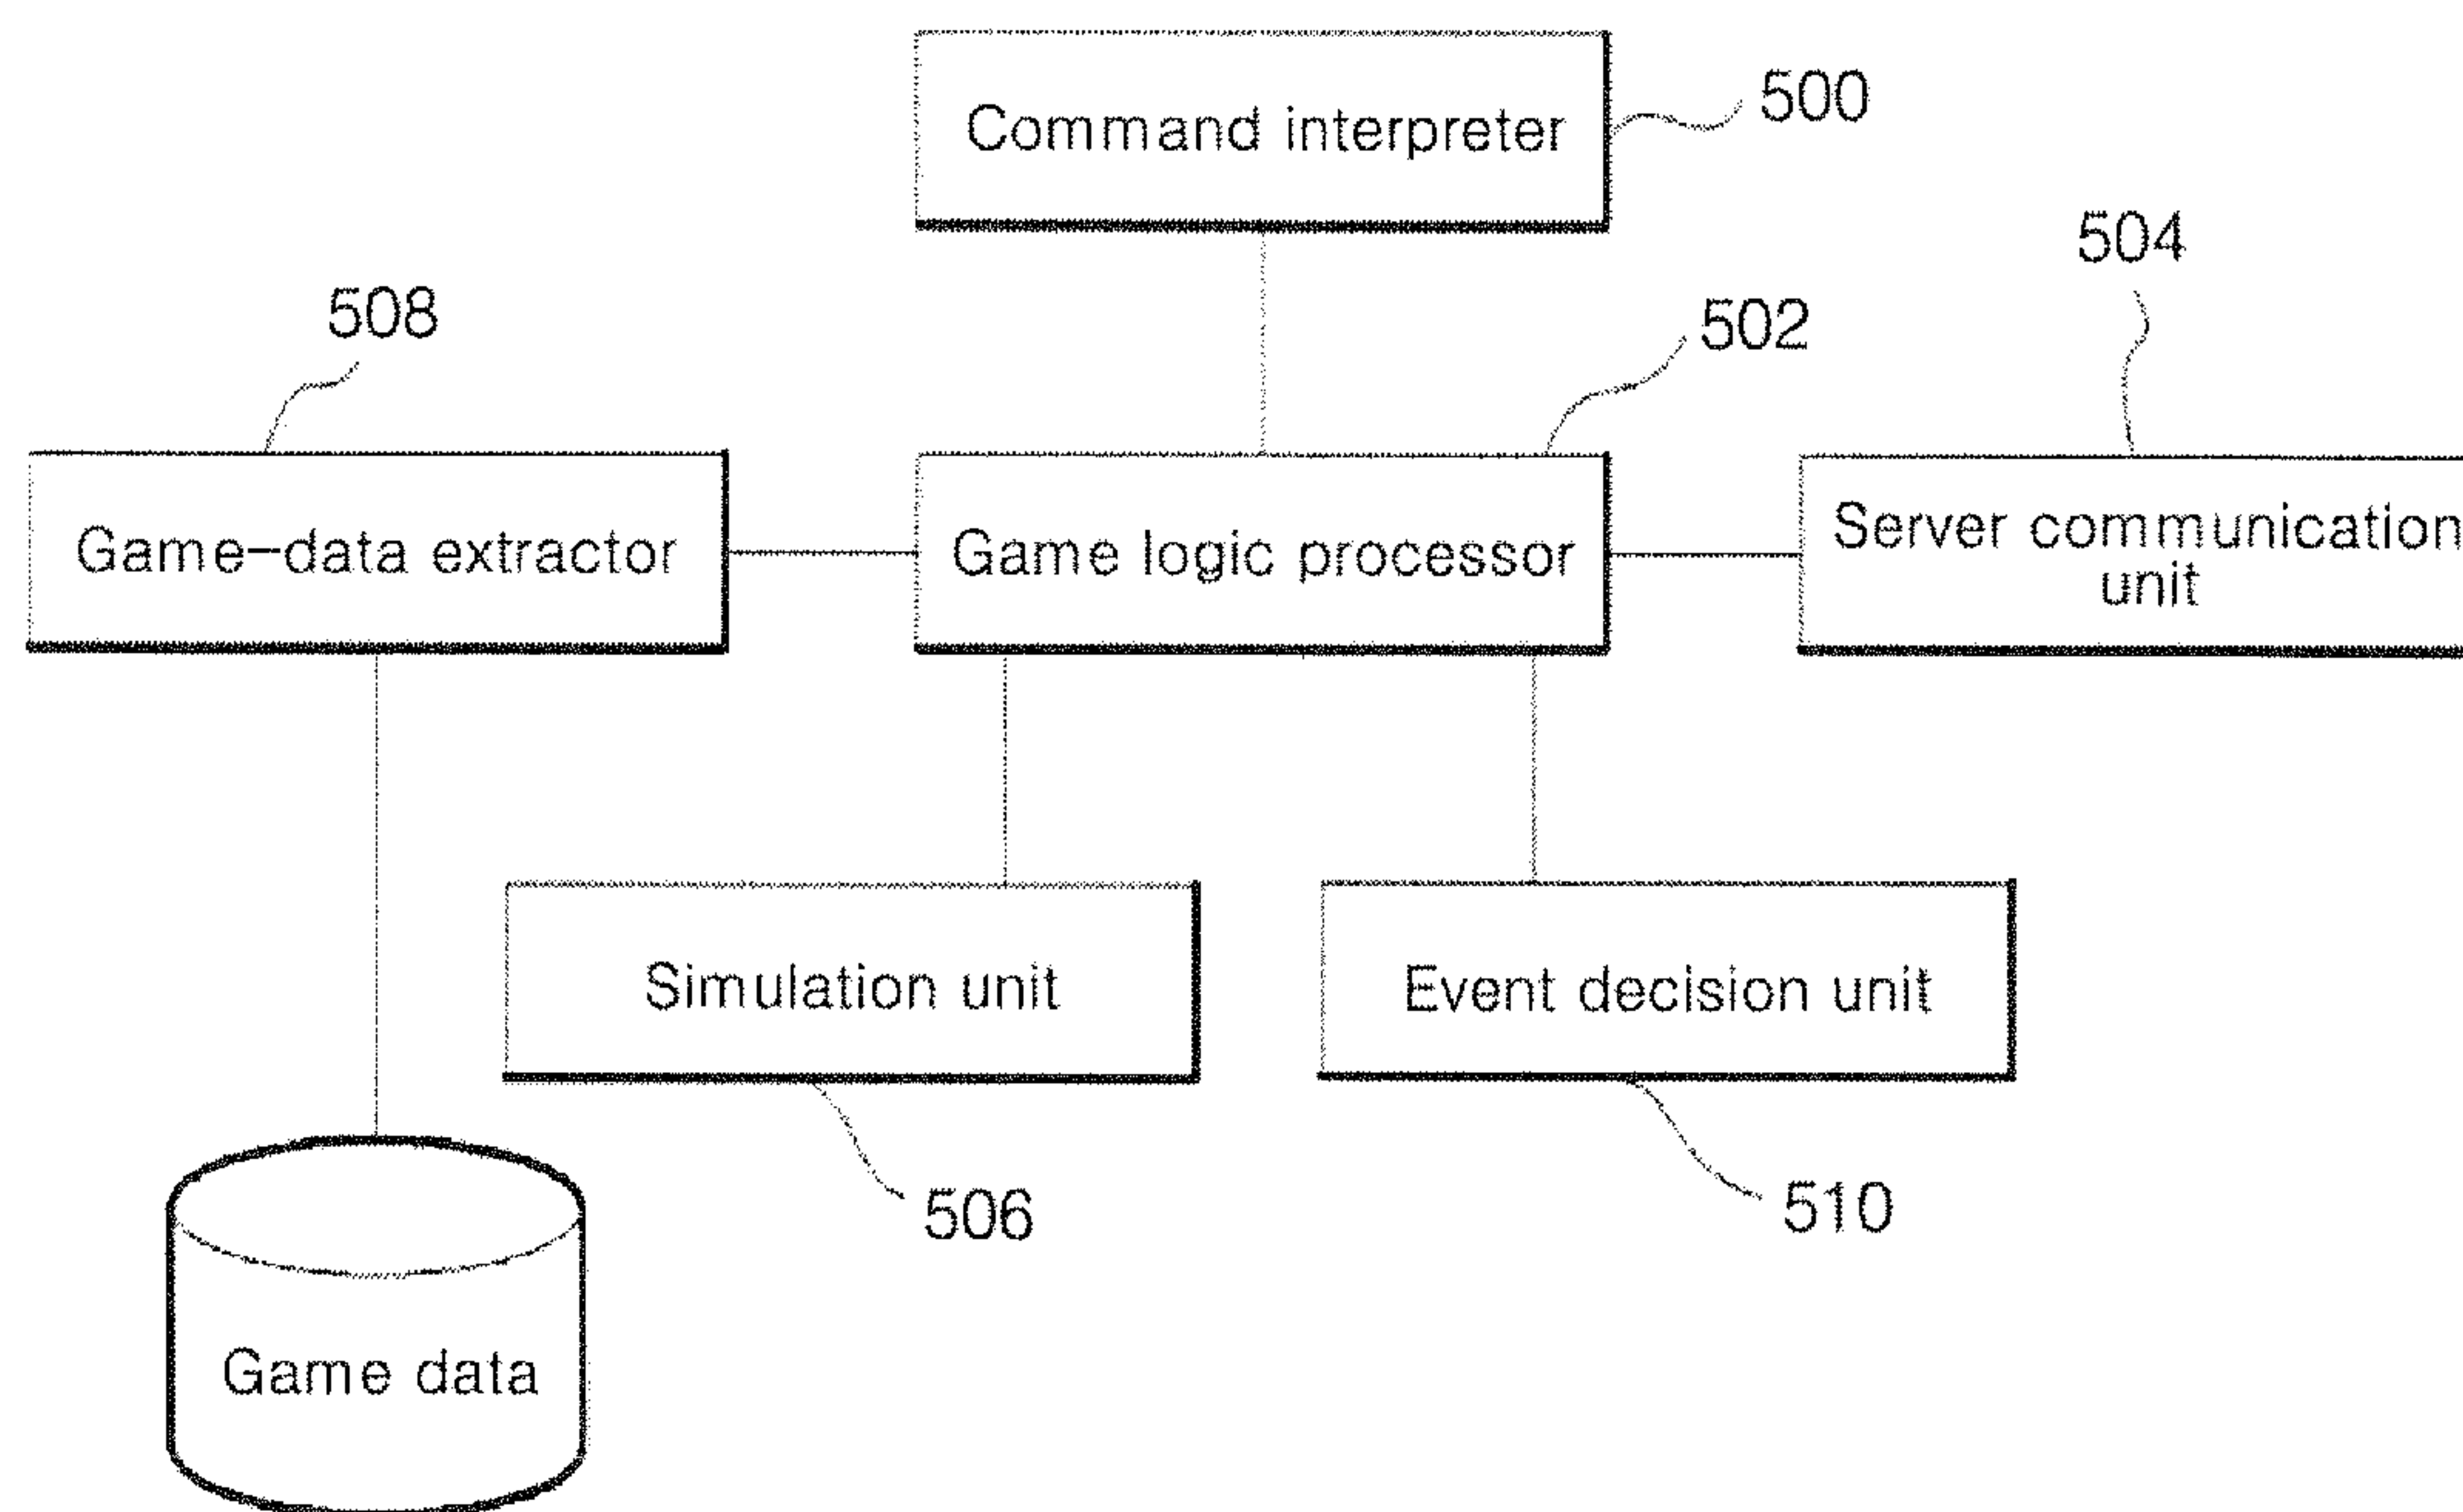 Command interpreter
500
504
508
502
Game-data extractor
Game logic processor
Server communication
unit
Simulation unit
Event decision unit
506
510
Game data